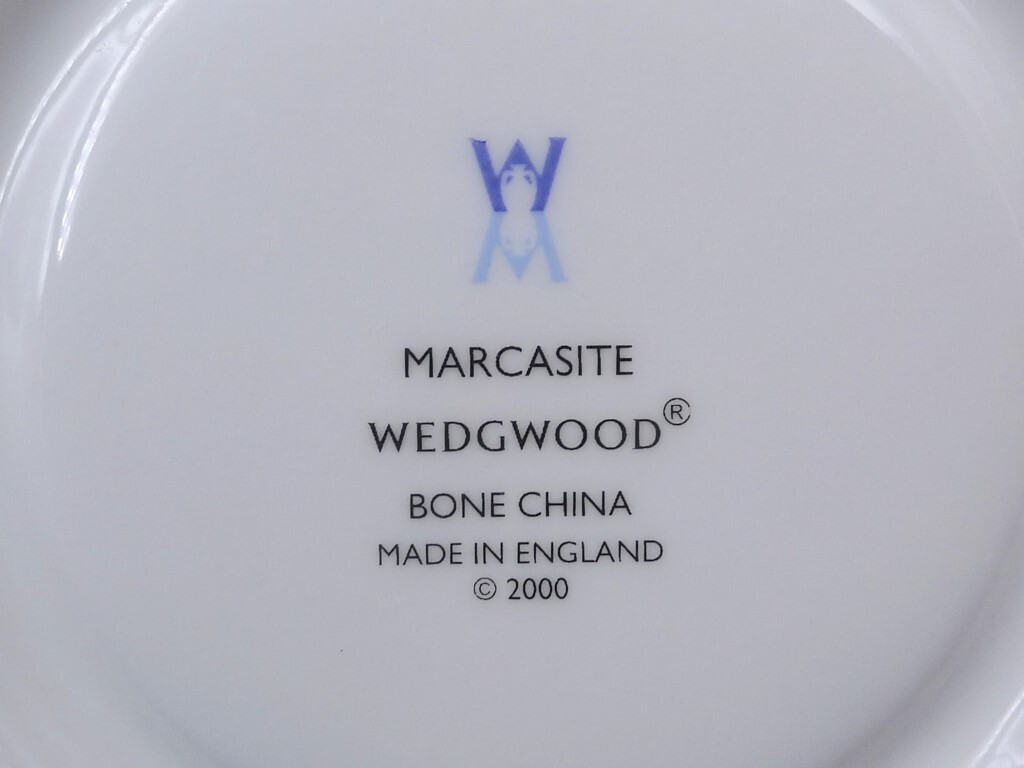 W
MARCASITE
WEDGWOOD®
BONE CHINA
MADE IN ENGLAND
© 2000